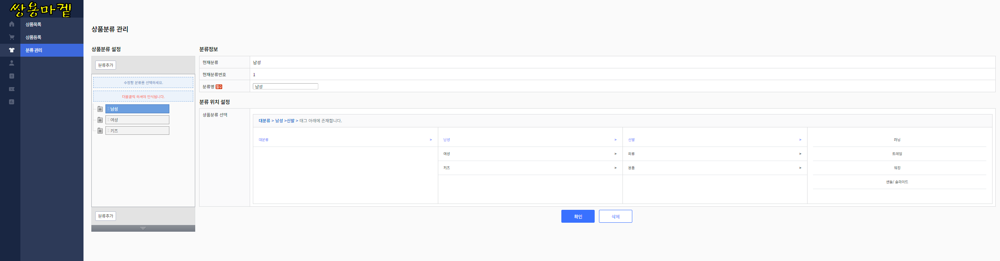 쌍용마켙
상품목록
상품등록
분류 관리
상품분류 관리
상품분류 설정
분류추가
수정할 분류를 선택하세요.
더블클릭 하셔야 인식됩니다.
남성
여성
키즈
분류추가
분류정보
현재분류 남성
현재분류번호 1
분류명 필수 남성
분류 위치 설정
상품분류 선택
대분류 > 남성 >신발 > 태그 아래에 존재합니다.
대분류 > 남성 > 신발 > 러닝
여성 > 의류 > 트레일
키즈 > 용품 > 워킹
샌들/ 슬라이드
확인 삭제